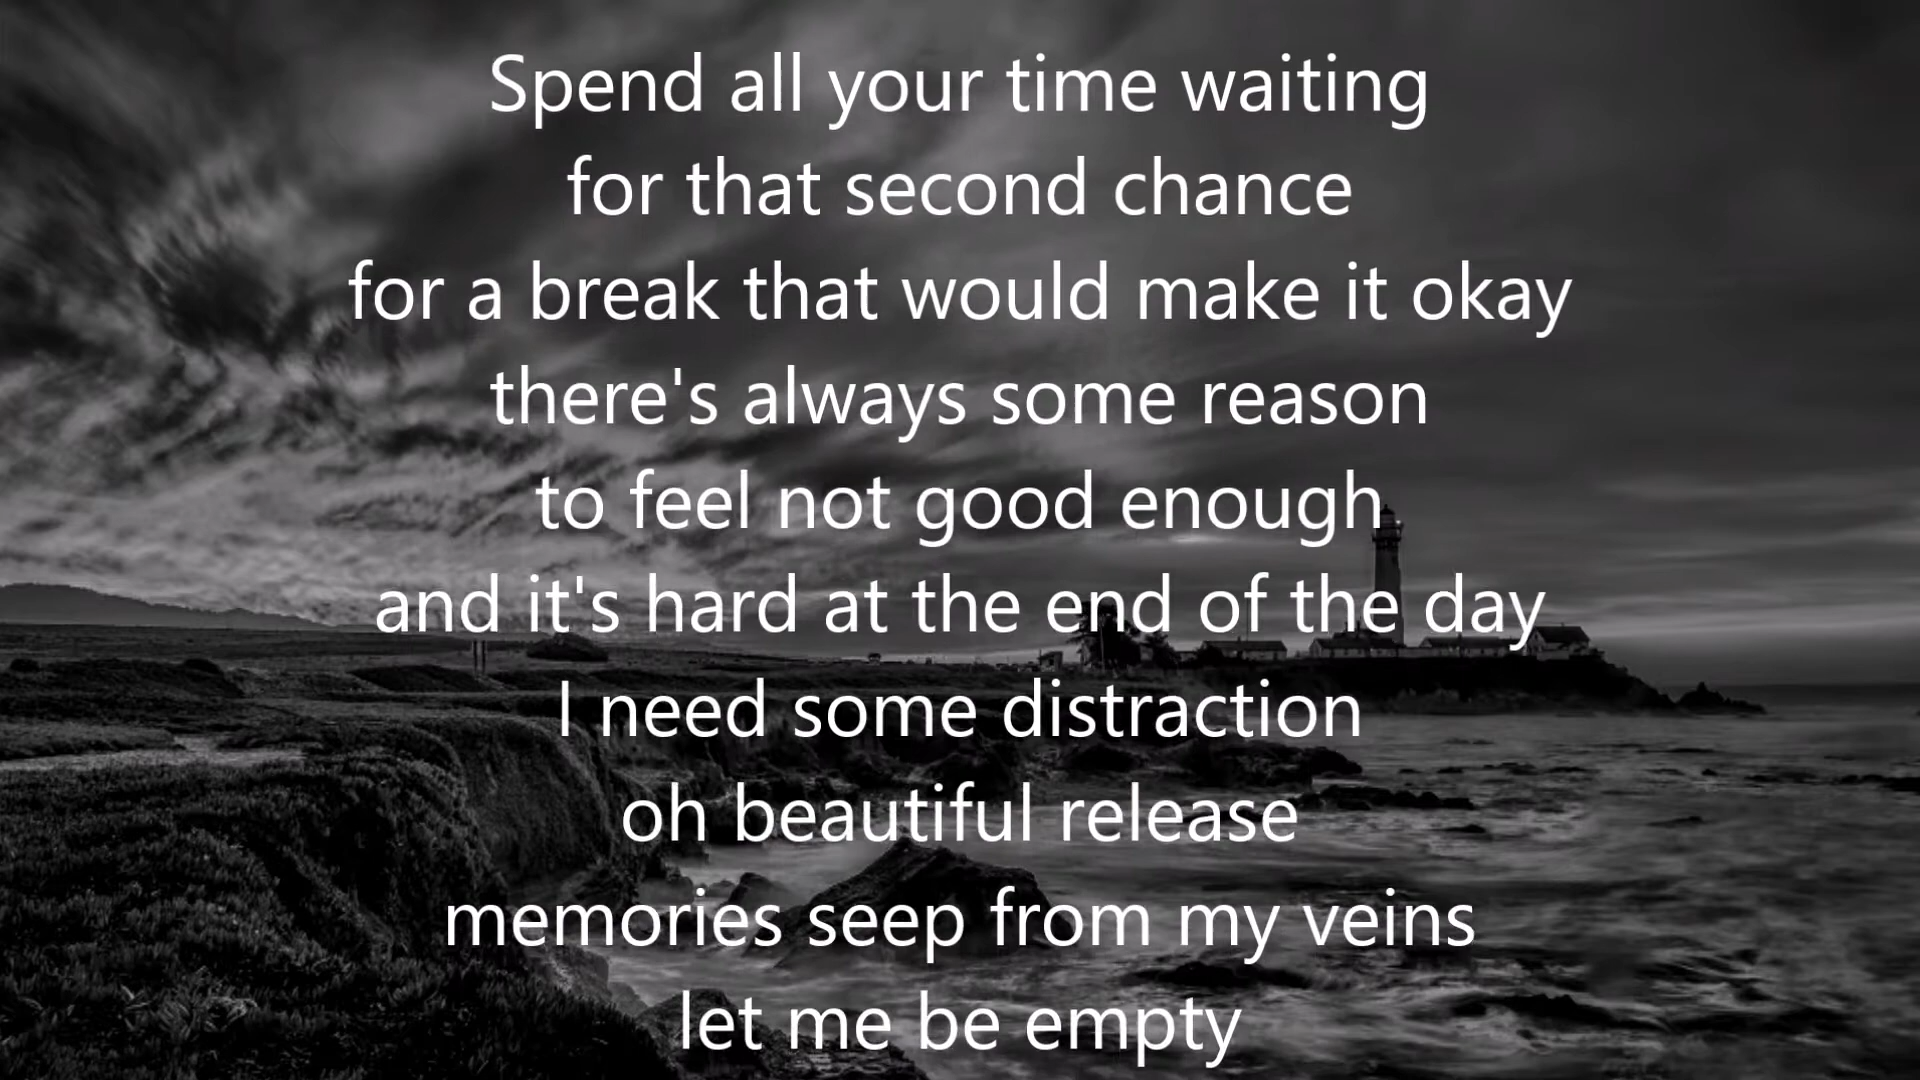 Spend all your time waiting
for that second chance
for a break that would make it okay
there's always some reason
to feel not good enough
and it's hard at the end of the day
I need some distraction
oh beautiful release
memories seep from my veins
let me be empty